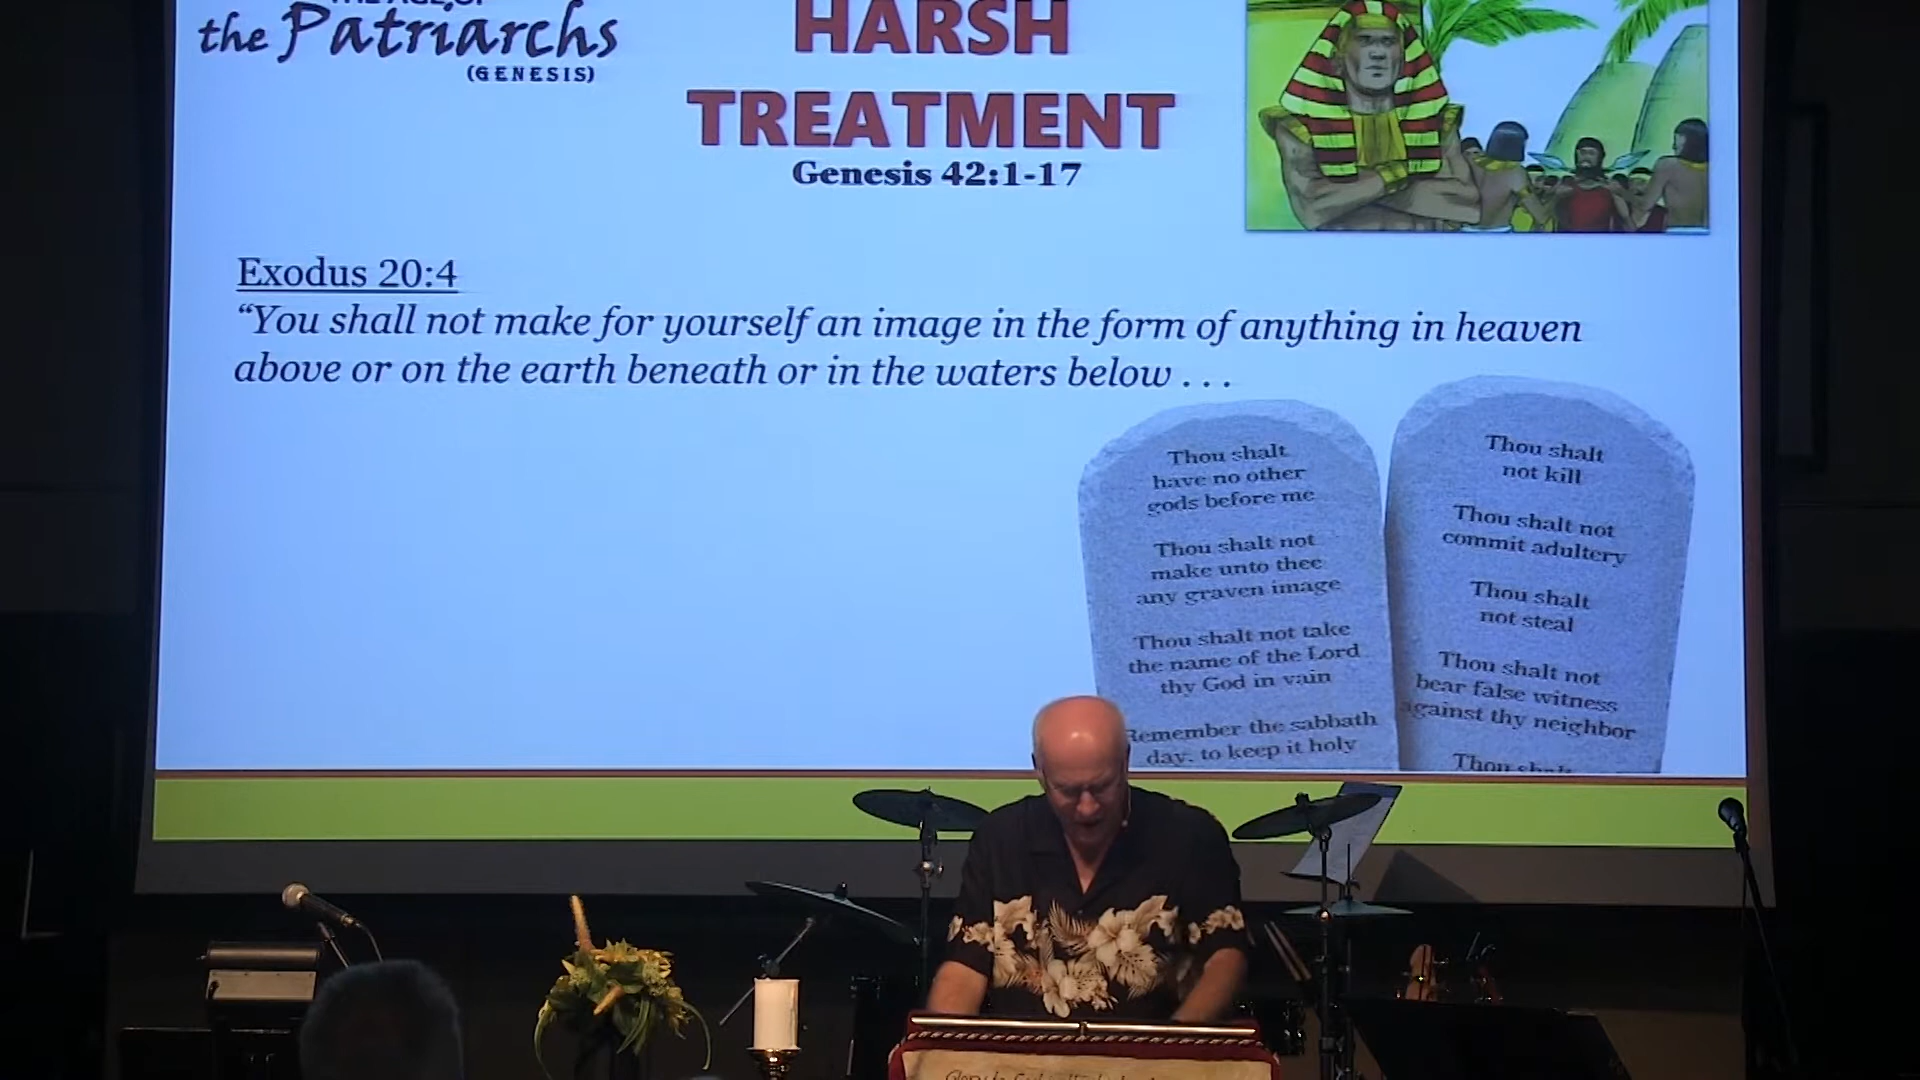 THE AGE OF
the Patriarchs
(GENESIS)
HARSH
TREATMENT
Genesis 42:1-17
Exodus 20:4
“You shall not make for yourself an image in the form of anything in heaven
above or on the earth beneath or in the waters below . . .
Thou shalt
have no other
gods before me
Thou shalt not
make unto thee
any graven image
Thou shalt not take
the name of the Lord
thy God in vain
Remember the sabbath
day, to keep it holy
Thou shalt
not kill
Thou shalt not
commit adultery
Thou shalt
not steal
Thou shalt not
bear false witness
against thy neighbor
Thou shalt